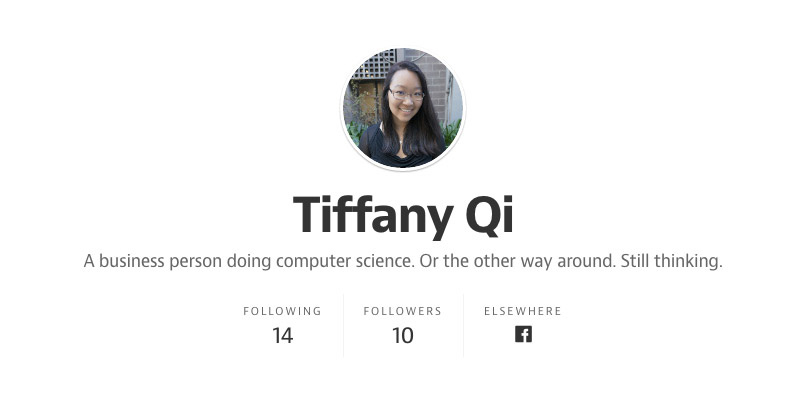 Tiffany Qi
A business person doing computer science. Or the other way around. Still thinking.
FOLLOWING FOLLOWERS ELSEWHERE
14 10